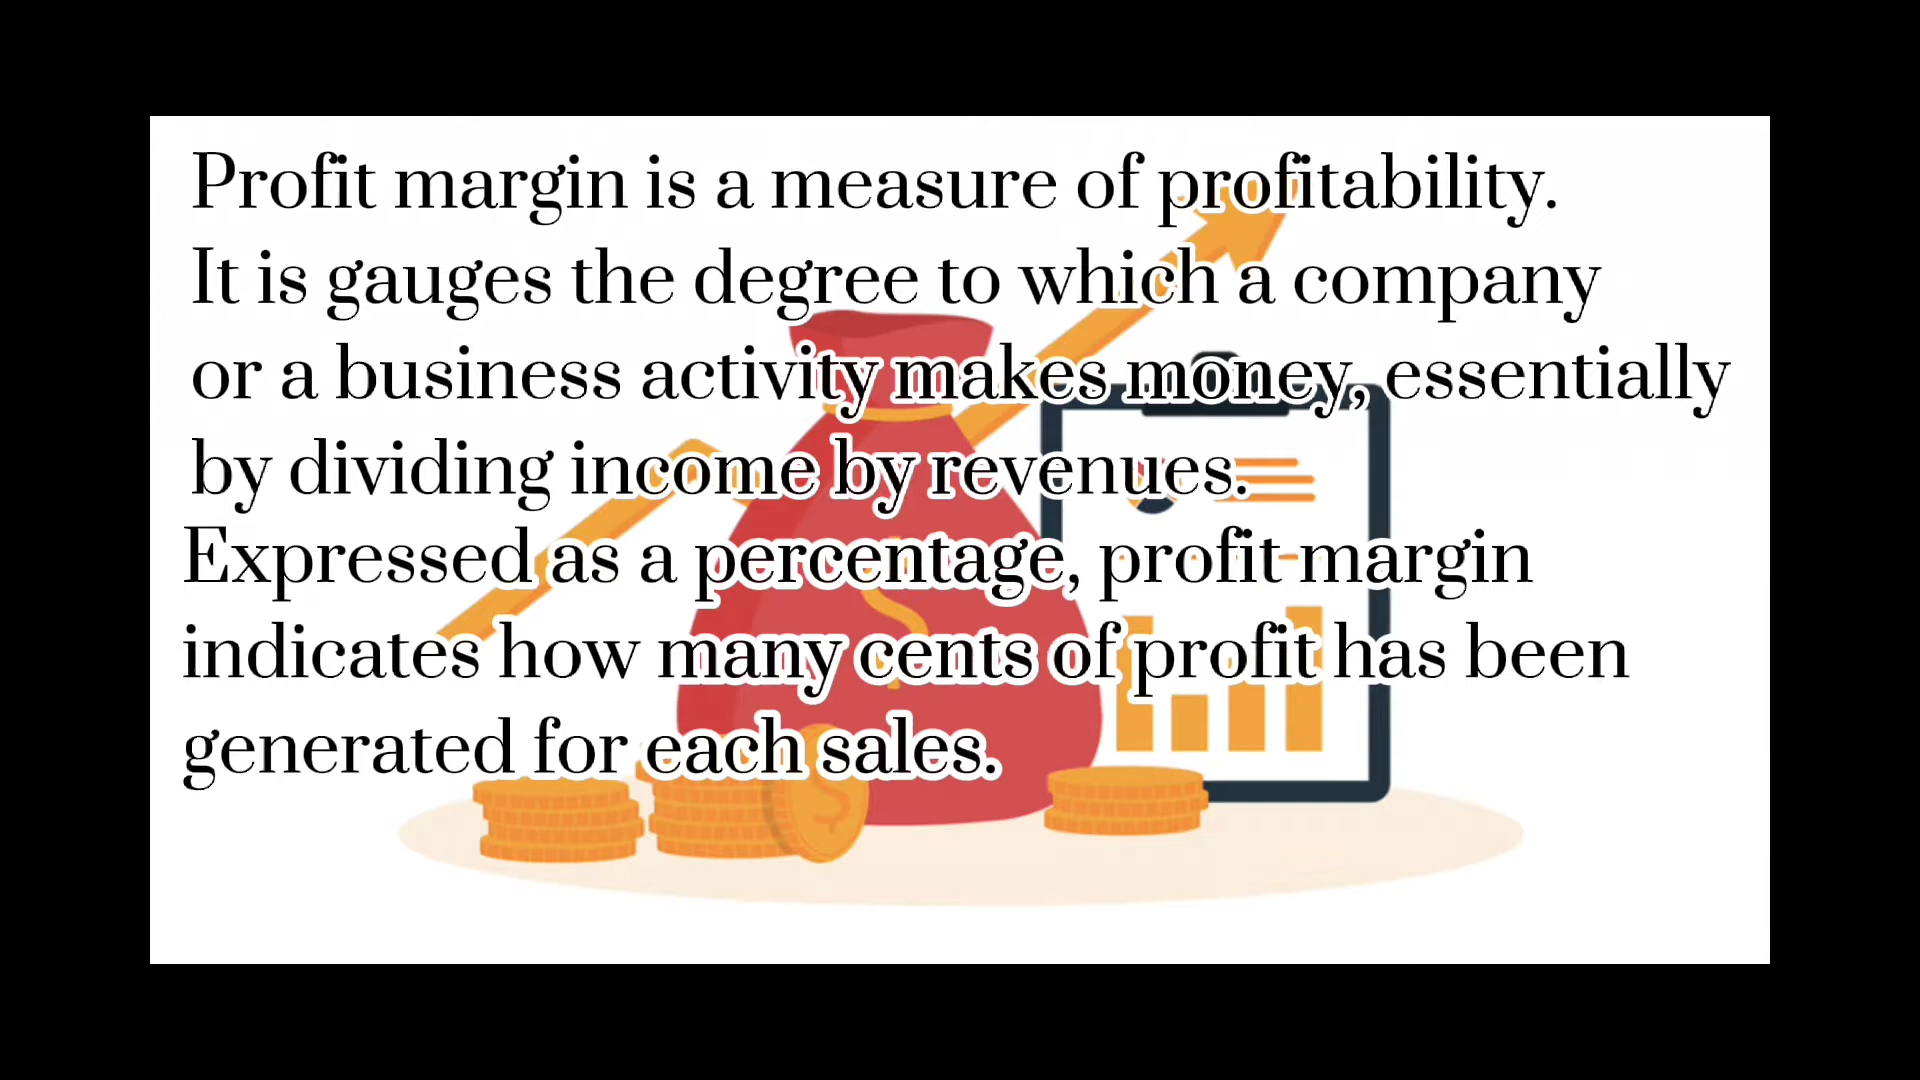 Profit margin is a measure of profitability.
It is gauges the degree to which a company
or a business activity makes money, essentially
by dividing income by revenues.
Expressed as a percentage, profit margin
indicates how many cents of profit has been
generated for each sales.